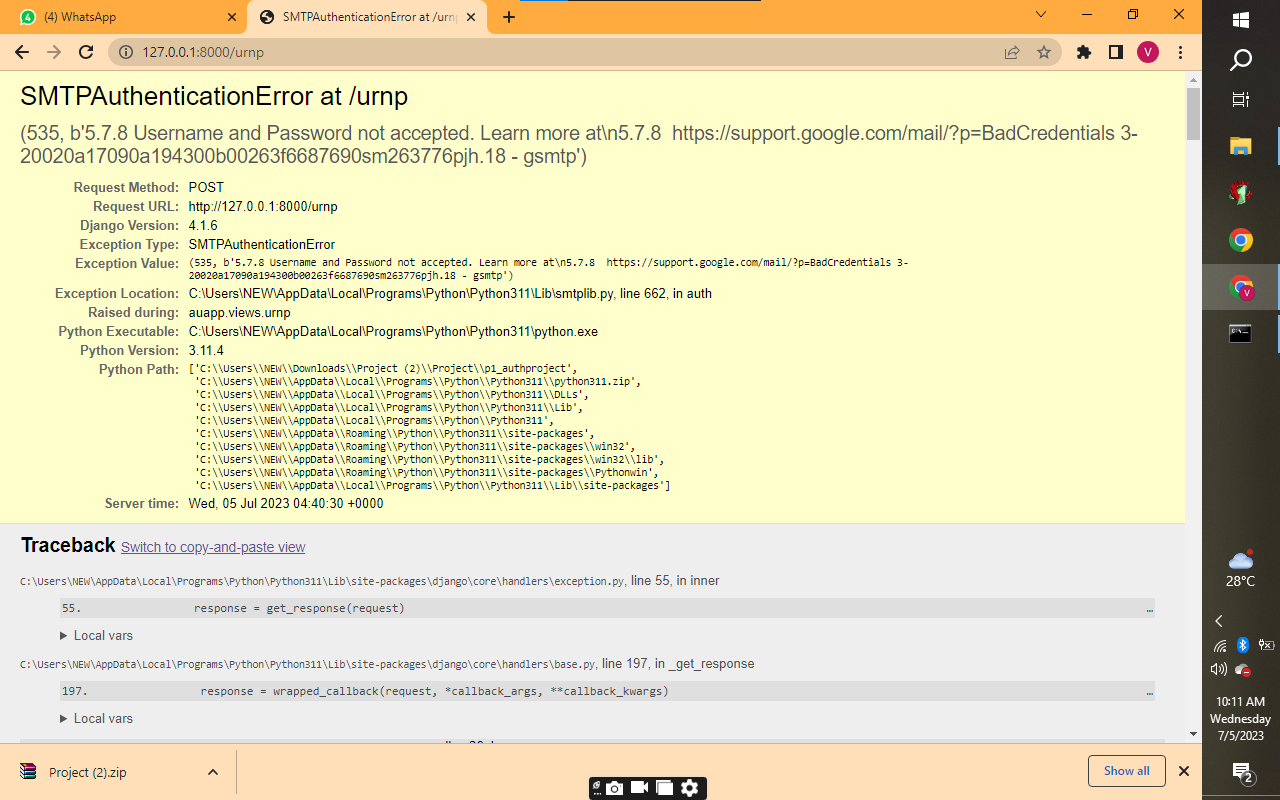 (4) WhatsApp
SMTPAuthenticationError at /urnp
127.0.0.1:8000/urnp
V
SMTPAuthenticationError at /urnp
(535, b'5.7.8 Username and Password not accepted. Learn more at\n5.7.8  https://support.google.com/mail/?p=BadCredentials 3-
20020a17090a194300b00263f6687690sm263776pjh.18 - gsmtp')
Request Method: POST
Request URL: http://127.0.0.1:8000/urnp
Django Version: 4.1.6
Exception Type: SMTPAuthenticationError
Exception Value: (535, b'5.7.8 Username and Password not accepted. Learn more at\n5.7.8  https://support.google.com/mail/?p=BadCredentials 3-
20020a17090a194300b00263f6687690sm263776pjh.18 - gsmtp')
Exception Location: C:\Users\NEW\AppData\Local\Programs\Python\Python311\Lib\smtplib.py, line 662, in auth
Raised during: auapp.views.urnp
Python Executable: C:\Users\NEW\AppData\Local\Programs\Python\Python311\python.exe
Python Version: 3.11.4
Python Path: ['C:\\Users\\NEW\\Downloads\\Project (2)\\Project\\p1_authproject',
'C:\\Users\\NEW\\AppData\\Local\\Programs\\Python\\Python311\\python311.zip',
'C:\\Users\\NEW\\AppData\\Local\\Programs\\Python\\Python311\\DLLs',
'C:\\Users\\NEW\\AppData\\Local\\Programs\\Python\\Python311\\Lib',
'C:\\Users\\NEW\\AppData\\Local\\Programs\\Python\\Python311',
'C:\\Users\\NEW\\AppData\\Roaming\\Python\\Python311\\site-packages',
'C:\\Users\\NEW\\AppData\\Roaming\\Python\\Python311\\site-packages\\win32',
'C:\\Users\\NEW\\AppData\\Roaming\\Python\\Python311\\site-packages\\win32\\lib',
'C:\\Users\\NEW\\AppData\\Roaming\\Python\\Python311\\site-packages\\Pythonwin',
'C:\\Users\\NEW\\AppData\\Local\\Programs\\Python\\Python311\\Lib\\site-packages']
Server time: Wed, 05 Jul 2023 04:40:30 +0000
Traceback Switch to copy-and-paste view
C:\Users\NEW\AppData\Local\Programs\Python\Python311\Lib\site-packages\django\core\handlers\exception.py, line 55, in inner
55. response = get_response(request) …
Local vars
C:\Users\NEW\AppData\Local\Programs\Python\Python311\Lib\site-packages\django\core\handlers\base.py, line 197, in _get_response
197. response = wrapped_callback(request, *callback_args, **callback_kwargs) …
Local vars
Project (2).zip
Show all
28°C
10:11 AM
Wednesday
7/5/2023
2